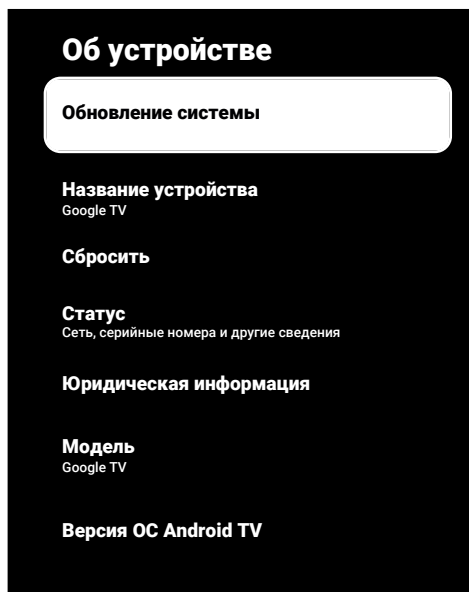 Об устройстве
Обновление системы
Название устройства
Google TV
Сбросить
Статус
Сеть, серийные номера и другие сведения
Юридическая информация
Модель
Google TV
Версия ОС Android TV